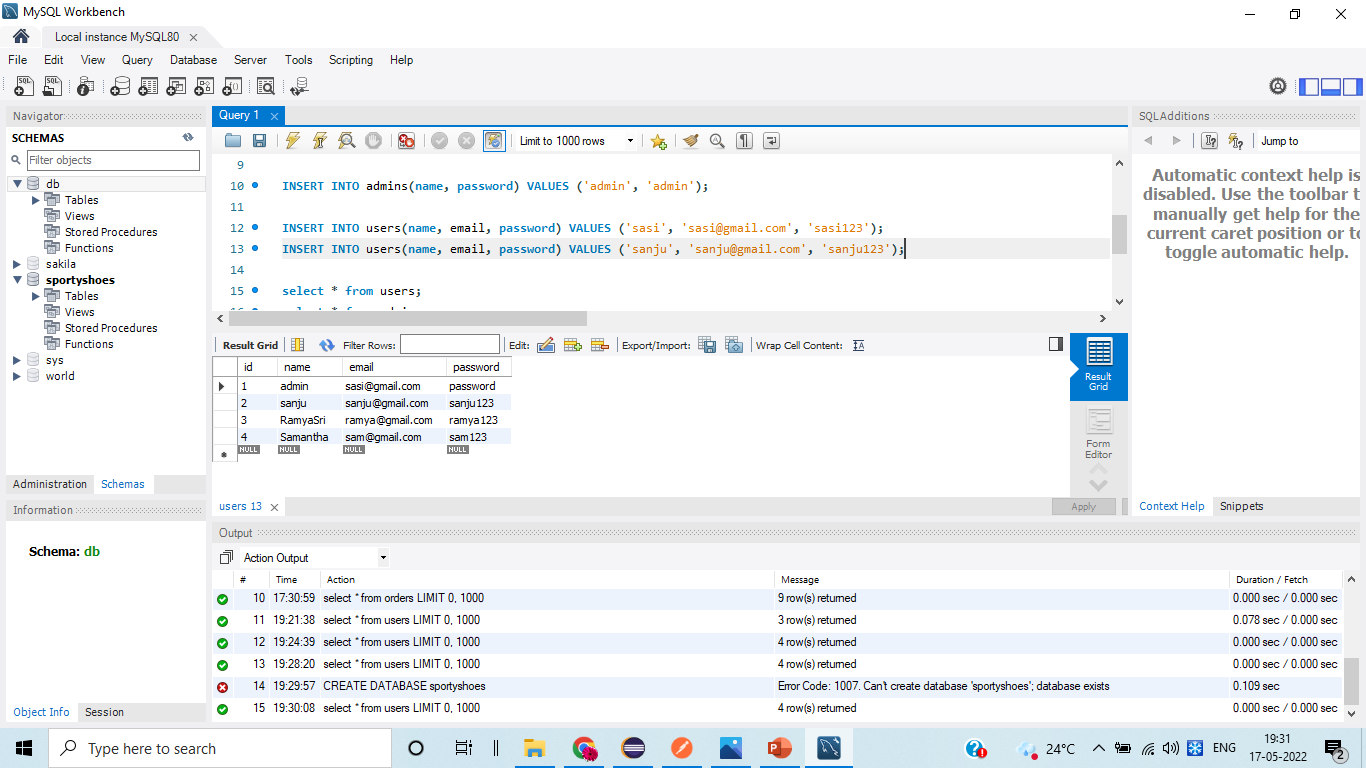 MySQL Workbench
Local instance MySQL80
File Edit View Query Database Server Tools Scripting Help
Navigator
SCHEMAS
Filter objects
db
Tables
Views
Stored Procedures
Functions
sakila
sportyshoes
Tables
Views
Stored Procedures
Functions
sys
world
Administration Schemas
Information
Schema: db
Object Info Session
Query 1
Limit to 1000 rows
9
10 INSERT INTO admins(name, password) VALUES ('admin', 'admin');
11
12 INSERT INTO users(name, email, password) VALUES ('sasi', 'sasi@gmail.com', 'sasi123');
13 INSERT INTO users(name, email, password) VALUES ('sanju', 'sanju@gmail.com', 'sanju123');
14
15 select * from users;
Result Grid Filter Rows: Edit: Export/Import: Wrap Cell Content:
id name email password
1 admin sasi@gmail.com password
2 sanju sanju@gmail.com sanju123
3 RamyaSri ramya@gmail.com ramya123
4 Samantha sam@gmail.com sam123
NULL NULL NULL NULL
Result
Grid
Form
Editor
users 13
Apply
SQLAdditions
Jump to
Automatic context help is
disabled. Use the toolbar t
manually get help for the
current caret position or to
toggle automatic help.
Context Help Snippets
Output
Action Output
# Time Action Message Duration / Fetch
10 17:30:59 select * from orders LIMIT 0, 1000 9 row(s) returned 0.000 sec / 0.000 sec
11 19:21:38 select * from users LIMIT 0, 1000 3 row(s) returned 0.078 sec / 0.000 sec
12 19:24:39 select * from users LIMIT 0, 1000 4 row(s) returned 0.000 sec / 0.000 sec
13 19:28:20 select * from users LIMIT 0, 1000 4 row(s) returned 0.000 sec / 0.000 sec
14 19:29:57 CREATE DATABASE sportyshoes Error Code: 1007. Can't create database 'sportyshoes'; database exists 0.109 sec
15 19:30:08 select * from users LIMIT 0, 1000 4 row(s) returned 0.000 sec / 0.000 sec
Type here to search
24°C
ENG
19:31
17-05-2022
2